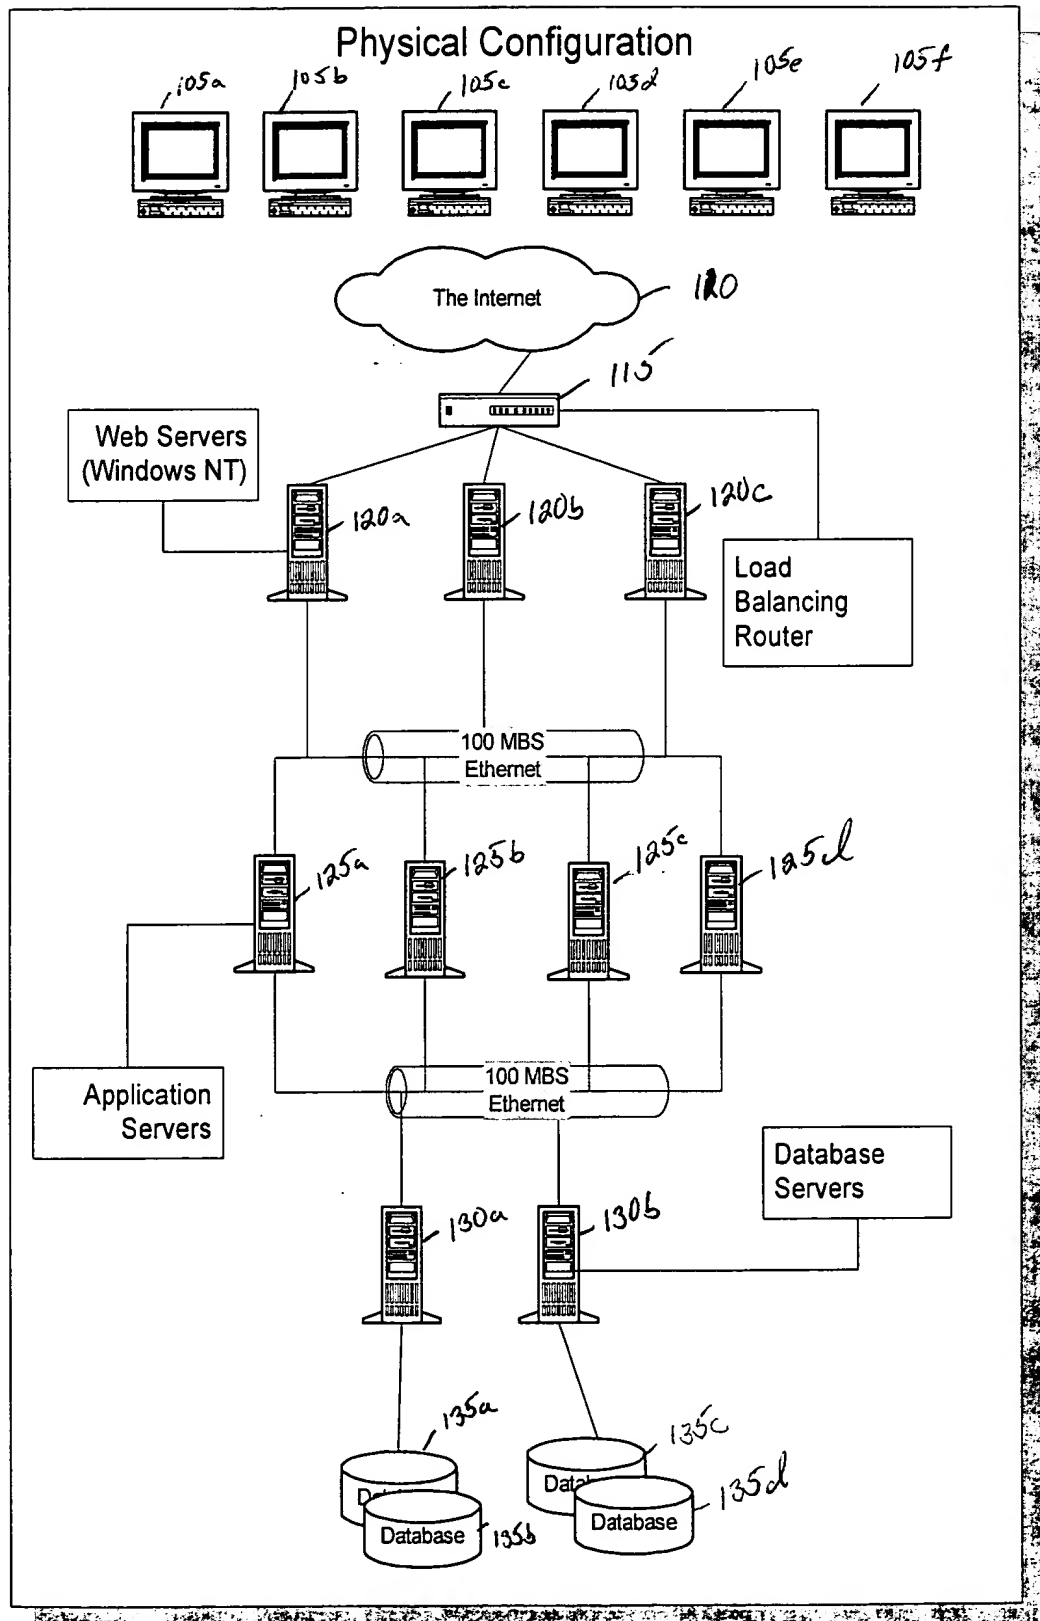 Physical Configuration
105a 105b 105c 105d 105e 105f
The Internet
115
Web Servers
(Windows NT)
120a 120b 120c
Load
Balancing
Router
100 MBS
Ethernet
125a 125b 125c 125d
Application
Servers
100 MBS
Ethernet
Database
Servers
130a 130b
135a 135c
135d
Database 135b
Database